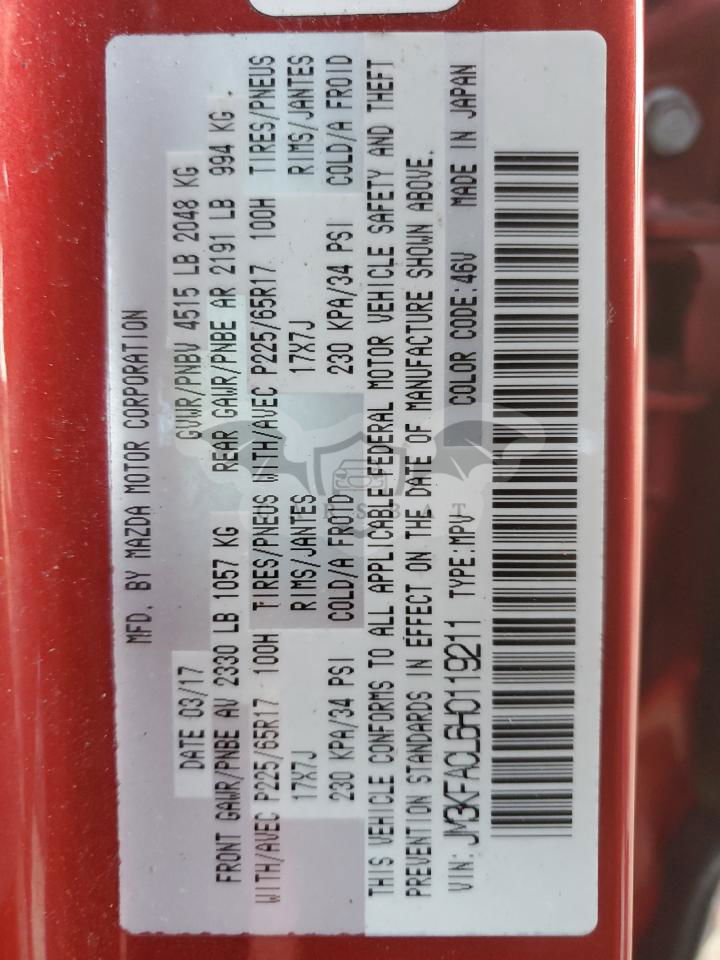 MFD. BY MAZDA MOTOR CORPORATION
DATE 03/17 GVWR/PNBV 4515 LB 2048 KG
FRONT GAWR/PNBE AV 2330 LB 1057 KG REAR GAWR/PNBE AR 2191 LB 994 KG
WITH/AVEC P225/65R17 100H TIRES/PNEUS WITH/AVEC P225/65R17 100H TIRES/PNEUS
17X7J RIMS/JANTES 17X7J RIMS/JANTES
230 KPA/34 PSI COLD/A FROID 230 KPA/34 PSI COLD/A FROID
THIS VEHICLE CONFORMS TO ALL APPLICABLE FEDERAL MOTOR VEHICLE SAFETY AND THEFT
PREVENTION STANDARDS IN EFFECT ON THE DATE OF MANUFACTURE SHOWN ABOVE.
VIN: JM3KFACL6H0119211 TYPE:MPV COLOR CODE:46V MADE IN JAPAN